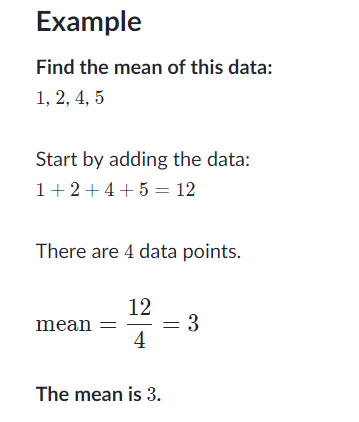 Example
Find the mean of this data:
1, 2, 4, 5
Start by adding the data:
1 + 2 + 4 + 5 = 12
There are 4 data points.
mean = 12/4 = 3
The mean is 3.